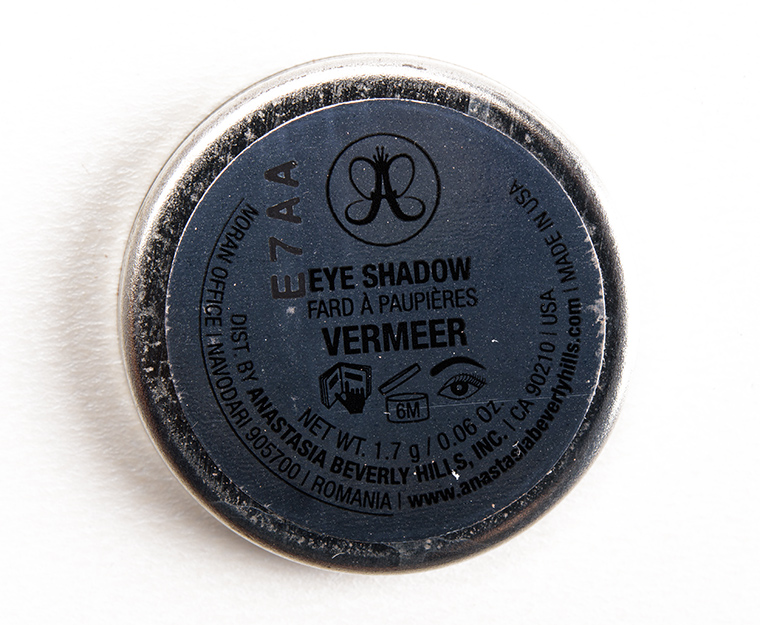 E7AA
EYE SHADOW
FARD À PAUPIÈRES
VERMEER
6M
NET WT. 1.7 g / 0.06 Oz.
DIST. BY ANASTASIA BEVERLY HILLS, INC. | CA 90210 | USA
NORAN OFFICE | NAVODARI 905700 | ROMANIA | www.anastasiabeverlyhills.com | MADE IN USA